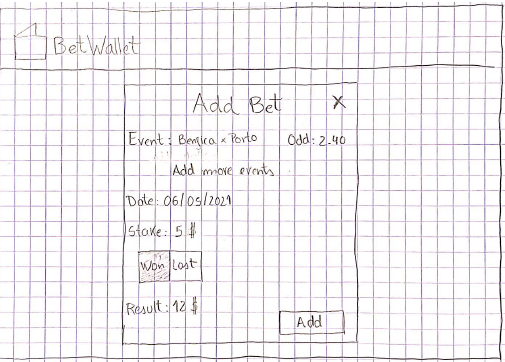 BetWallet
Add Bet X
Event: Benfica × Porto Odd: 2.40
Add more events
Date: 06/05/2021
Stake: 5 $
Won Lost
Result: 12 $
Add